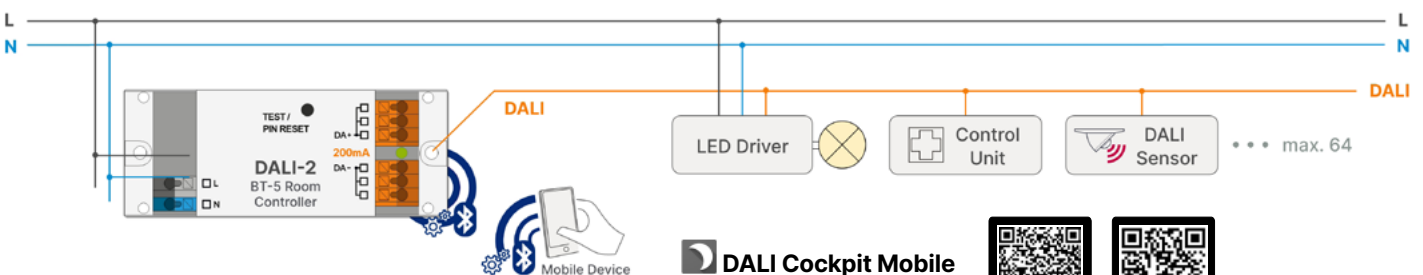 L
L
N
N
DALI
DALI
TEST /
PIN RESET
DA+
200mA
DA-
DALI-2
BT-5 Room
Controller
L
N
LED Driver
Control
Unit
DALI
Sensor
• • • max. 64
Mobile Device
DALI Cockpit Mobile